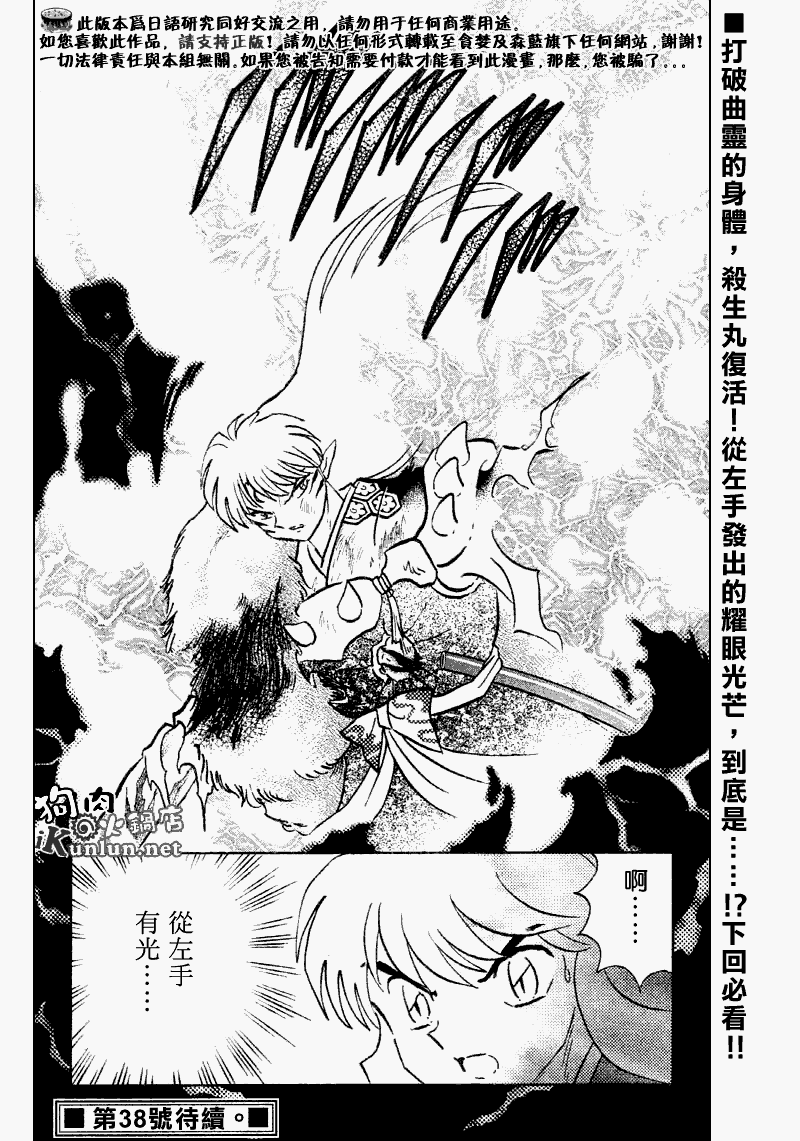 此版本爲日語研究同好交流之用，請勿用于任何商業用途。
如您喜歡此作品，請支持正版！請勿以任何形式轉載至貪婪及森藍旗下任何網站，謝謝！
一切法律責任與本組無關。如果您被告知需要付款才能看到此漫畫，那麼，您被騙了...
■打破曲靈的身體，殺生丸復活！從左手發出的耀眼光芒，到底是……!?下回必看!!
狗肉
火鍋店
iKunlun.net
啊……
從左手
有光……
■第38號待續。■